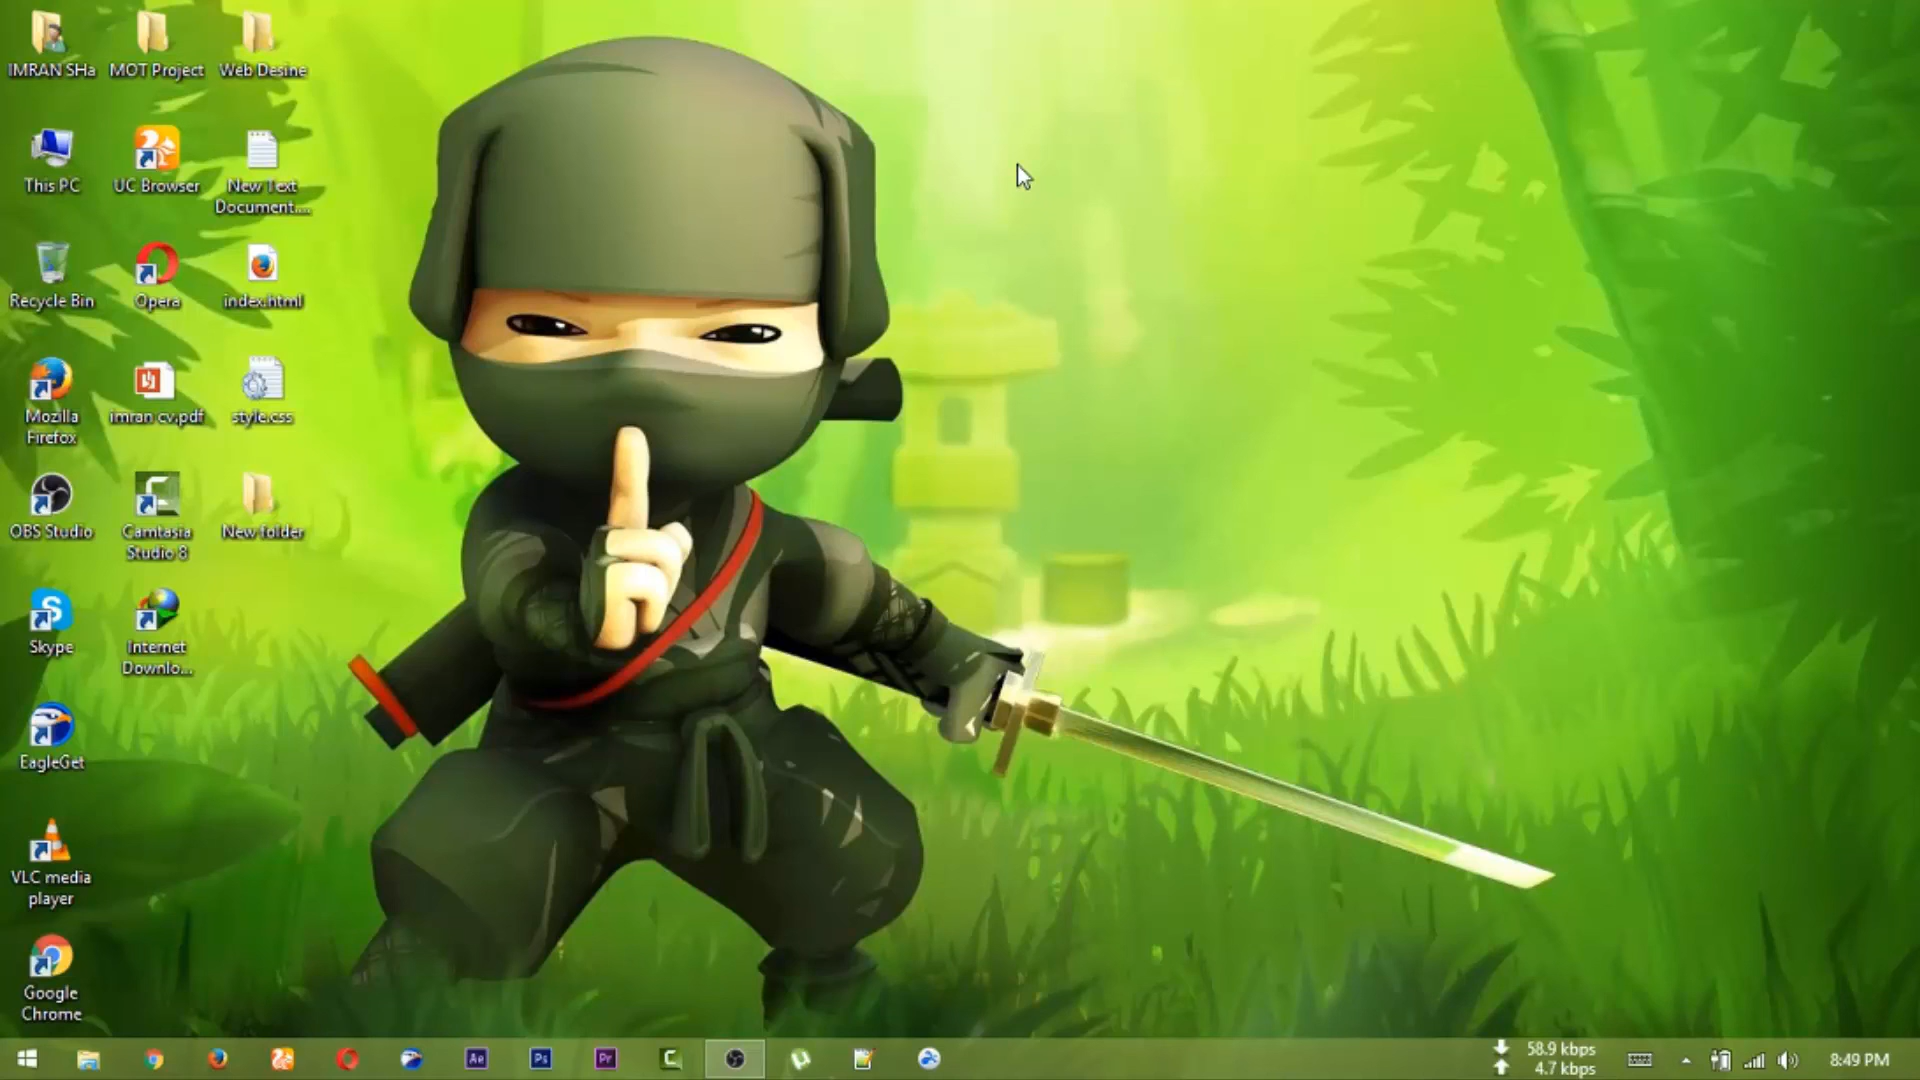 IMRAN SHa
MOT Project
Web Desine
This PC
UC Browser
New Text
Document....
Recycle Bin
Opera
index.html
Mozilla
Firefox
imran cv.pdf
style.css
OBS Studio
Camtasia
Studio 8
New folder
Skype
Internet
Downlo...
EagleGet
VLC media
player
Google
Chrome
Ae
Ps
Pr
58.9 kbps
4.7 kbps
8:49 PM